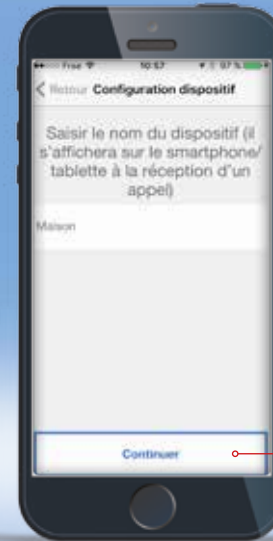 Free 10:57 97 %
Retour Configuration dispositif
Saisir le nom du dispositif (il
s'affichera sur le smartphone/
tablette à la réception d'un
appel)
Maison
Continuer